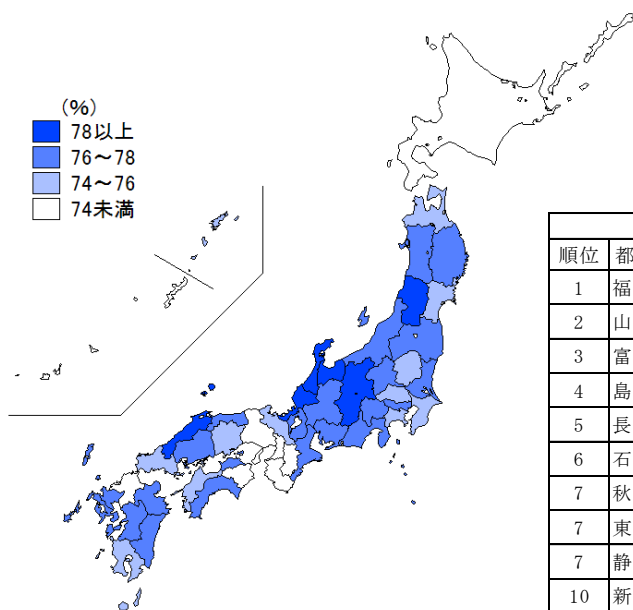 (%)
78以上
76～78
74～76
74未満
順位 都
1 福
2 山
3 富
4 島
5 長
6 石
7 秋
7 東
7 静
10 新